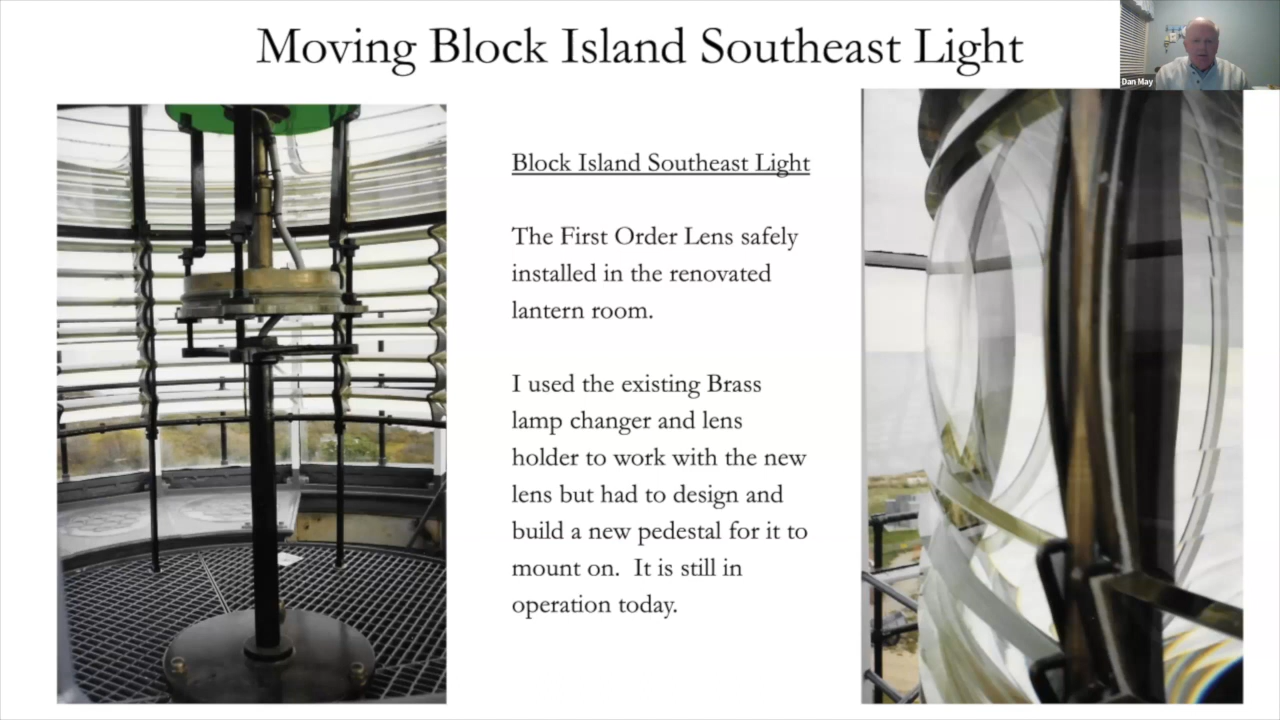 Moving Block Island Southeast Light
Dan May
Block Island Southeast Light
The First Order Lens safely
installed in the renovated
lantern room.
I used the existing Brass
lamp changer and lens
holder to work with the new
lens but had to design and
build a new pedestal for it to
mount on.  It is still in
operation today.